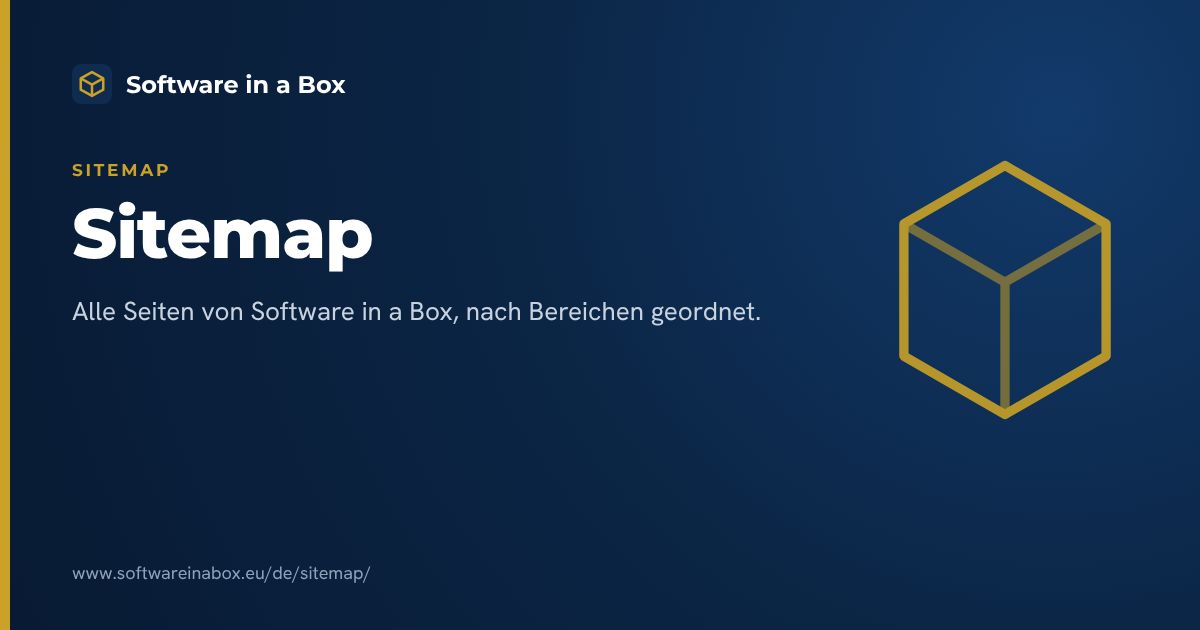 Software in a Box
SITEMAP
Sitemap
Alle Seiten von Software in a Box, nach Bereichen geordnet.
www.softwareinabox.eu/de/sitemap/